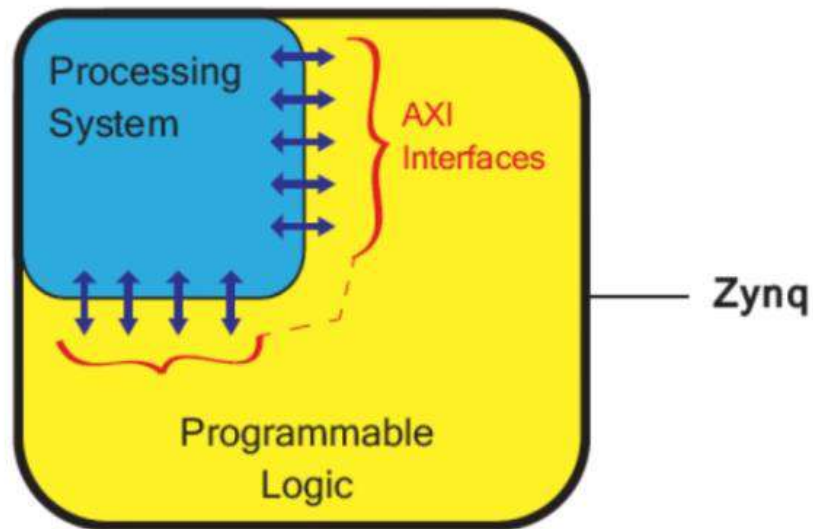 Processing
System
AXI
Interfaces
Zynq
Programmable
Logic